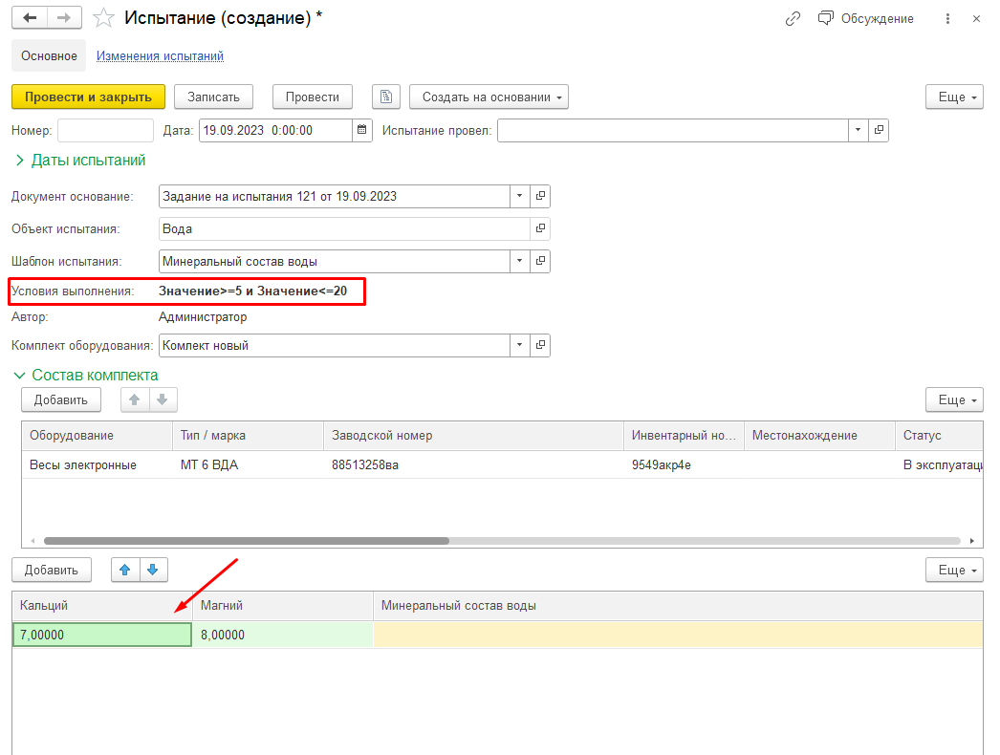 Испытание (создание) *
Обсуждение
Основное Изменения испытаний
Провести и закрыть Записать Провести Создать на основании Еще
Номер: Дата: 19.09.2023 0:00:00 Испытание провел:
Даты испытаний
Документ основание: Задание на испытания 121 от 19.09.2023
Объект испытания: Вода
Шаблон испытания: Минеральный состав воды
Условия выполнения: Значение>=5 и Значение<=20
Автор: Администратор
Комплект оборудования: Комлект новый
Состав комплекта
Добавить Еще
Оборудование Тип / марка Заводской номер Инвентарный но... Местонахождение Статус
Весы электронные МТ 6 ВДА 88513258ва 9549акр4е В эксплуатаци
Добавить Еще
Кальций Магний Минеральный состав воды
7,00000 8,00000